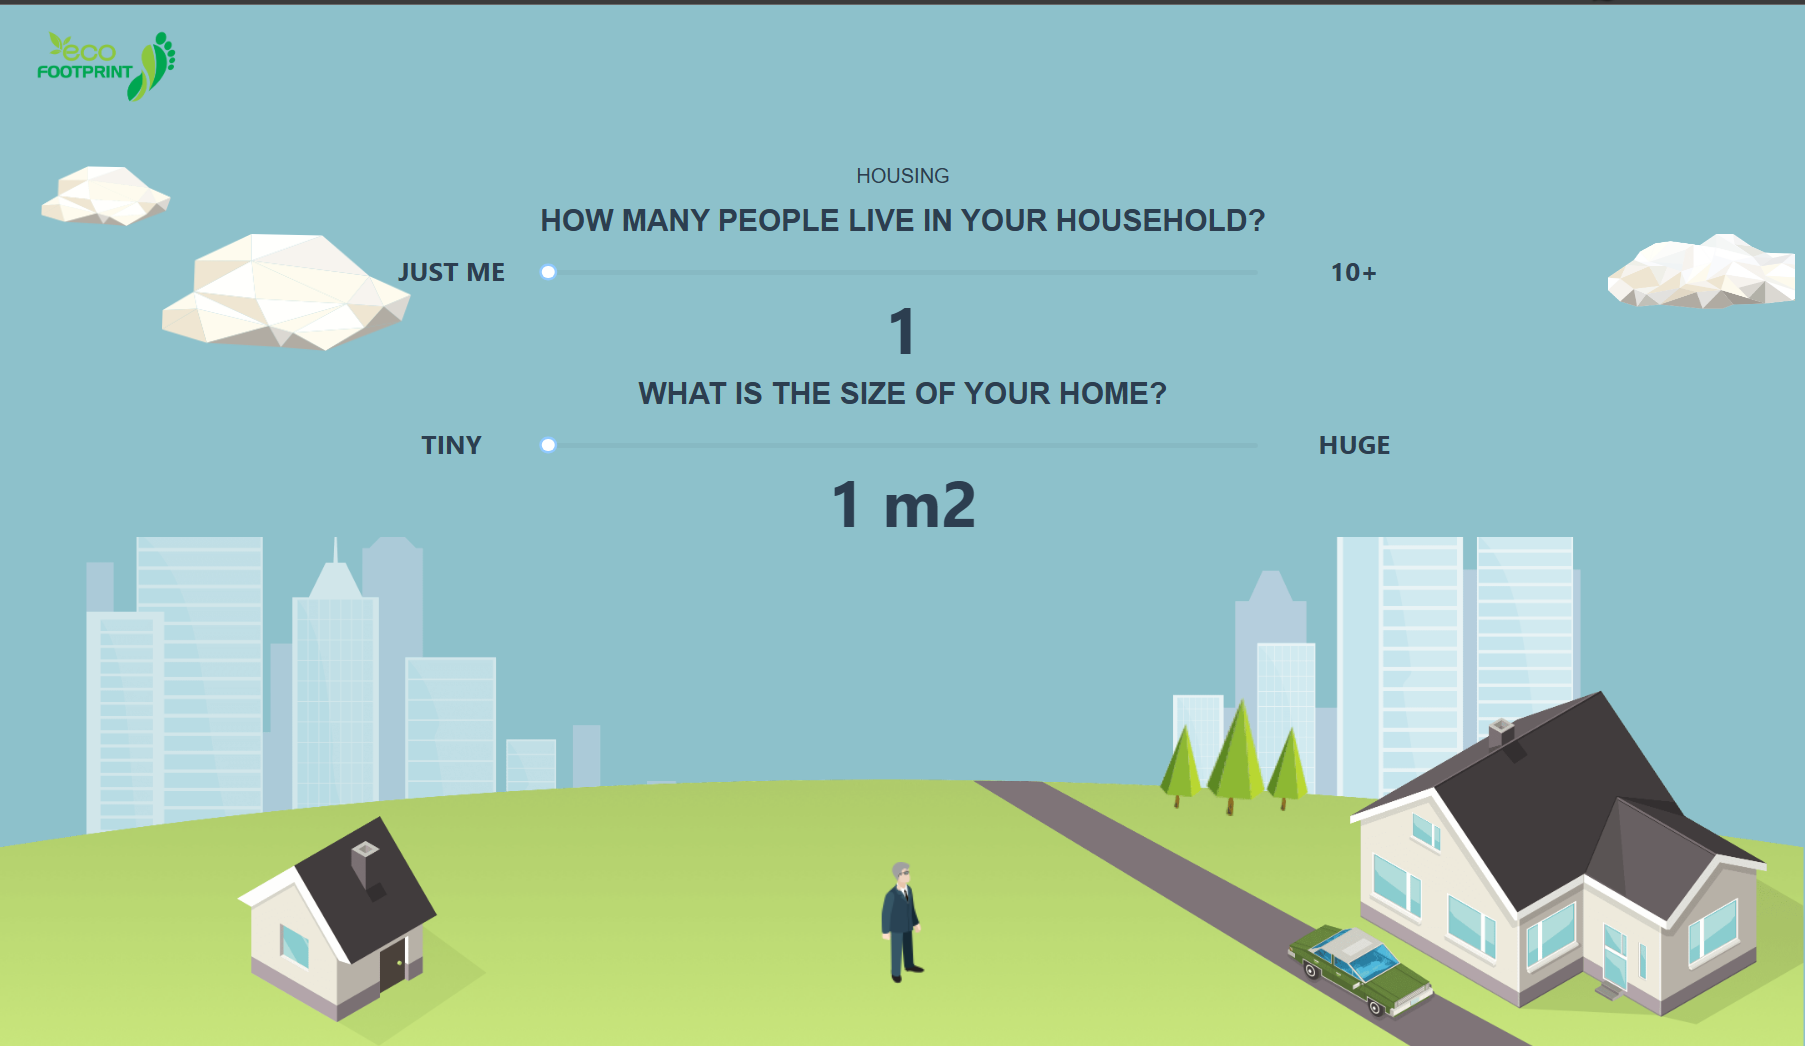 eco
FOOTPRINT
HOUSING
HOW MANY PEOPLE LIVE IN YOUR HOUSEHOLD?
JUST ME
10+
1
WHAT IS THE SIZE OF YOUR HOME?
TINY
HUGE
1 m2